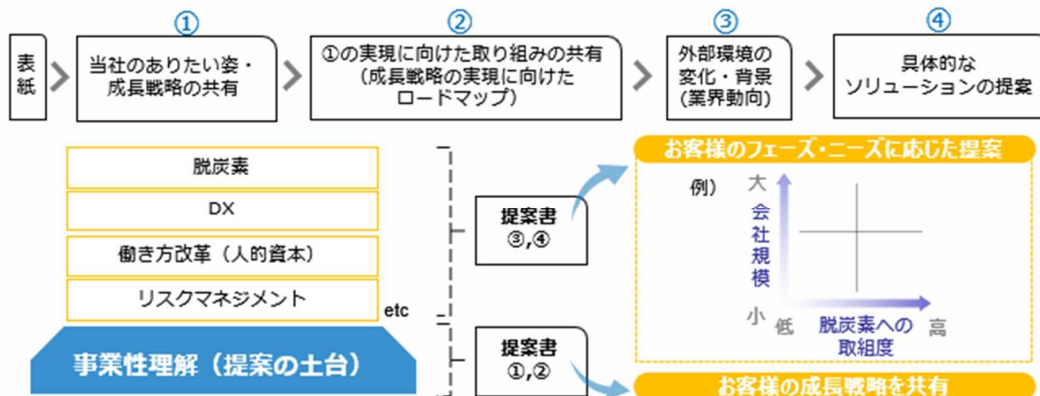 ①
②
③
④
表
紙
当社のありたい姿・
成長戦略の共有
①の実現に向けた取り組みの共有
（成長戦略の実現に向けた
ロードマップ）
外部環境の
変化・背景
(業界動向)
具体的な
ソリューションの提案
脱炭素
DX
働き方改革（人的資本）
リスクマネジメント
etc
事業性理解（提案の土台）
提案書
③,④
提案書
①,②
お客様のフェーズ・ニーズに応じた提案
例）
大
会
社
規
模
小
低
脱炭素への
取組度
高
お客様の成長戦略を共有